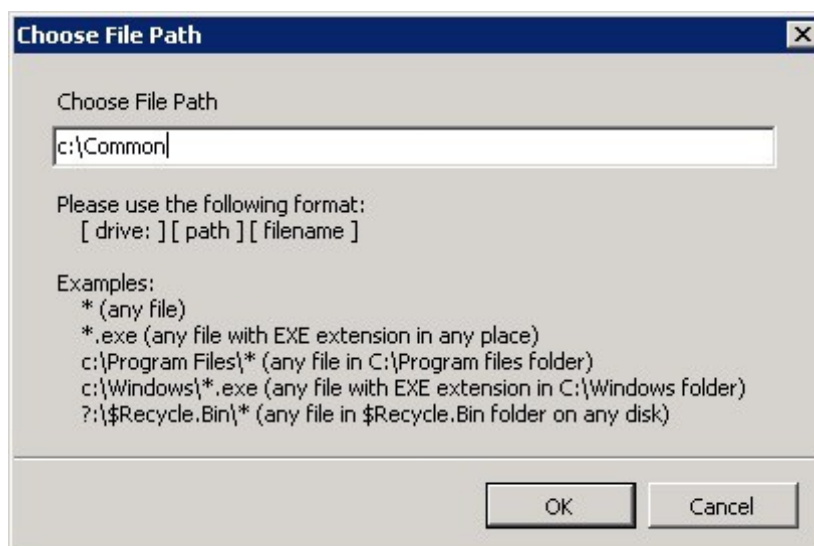 Choose File Path
Choose File Path
c:\Common
Please use the following format:
[ drive: ] [ path ] [ filename ]
Examples:
* (any file)
*.exe (any file with EXE extension in any place)
c:\Program Files\* (any file in C:\Program files folder)
c:\Windows\*.exe (any file with EXE extension in C:\Windows folder)
?:\$Recycle.Bin\* (any file in $Recycle.Bin folder on any disk)
OK
Cancel